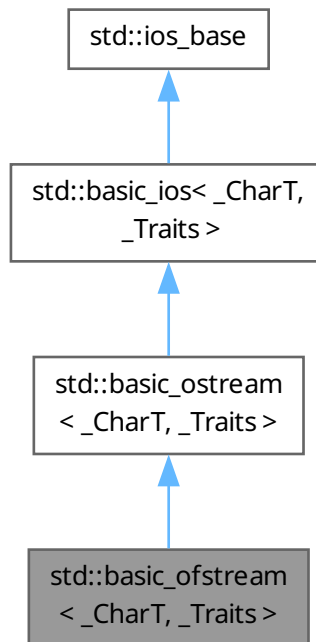 std::ios_base
std::basic_ios< _CharT,
_Traits >
std::basic_ostream
< _CharT, _Traits >
std::basic_ofstream
< _CharT, _Traits >